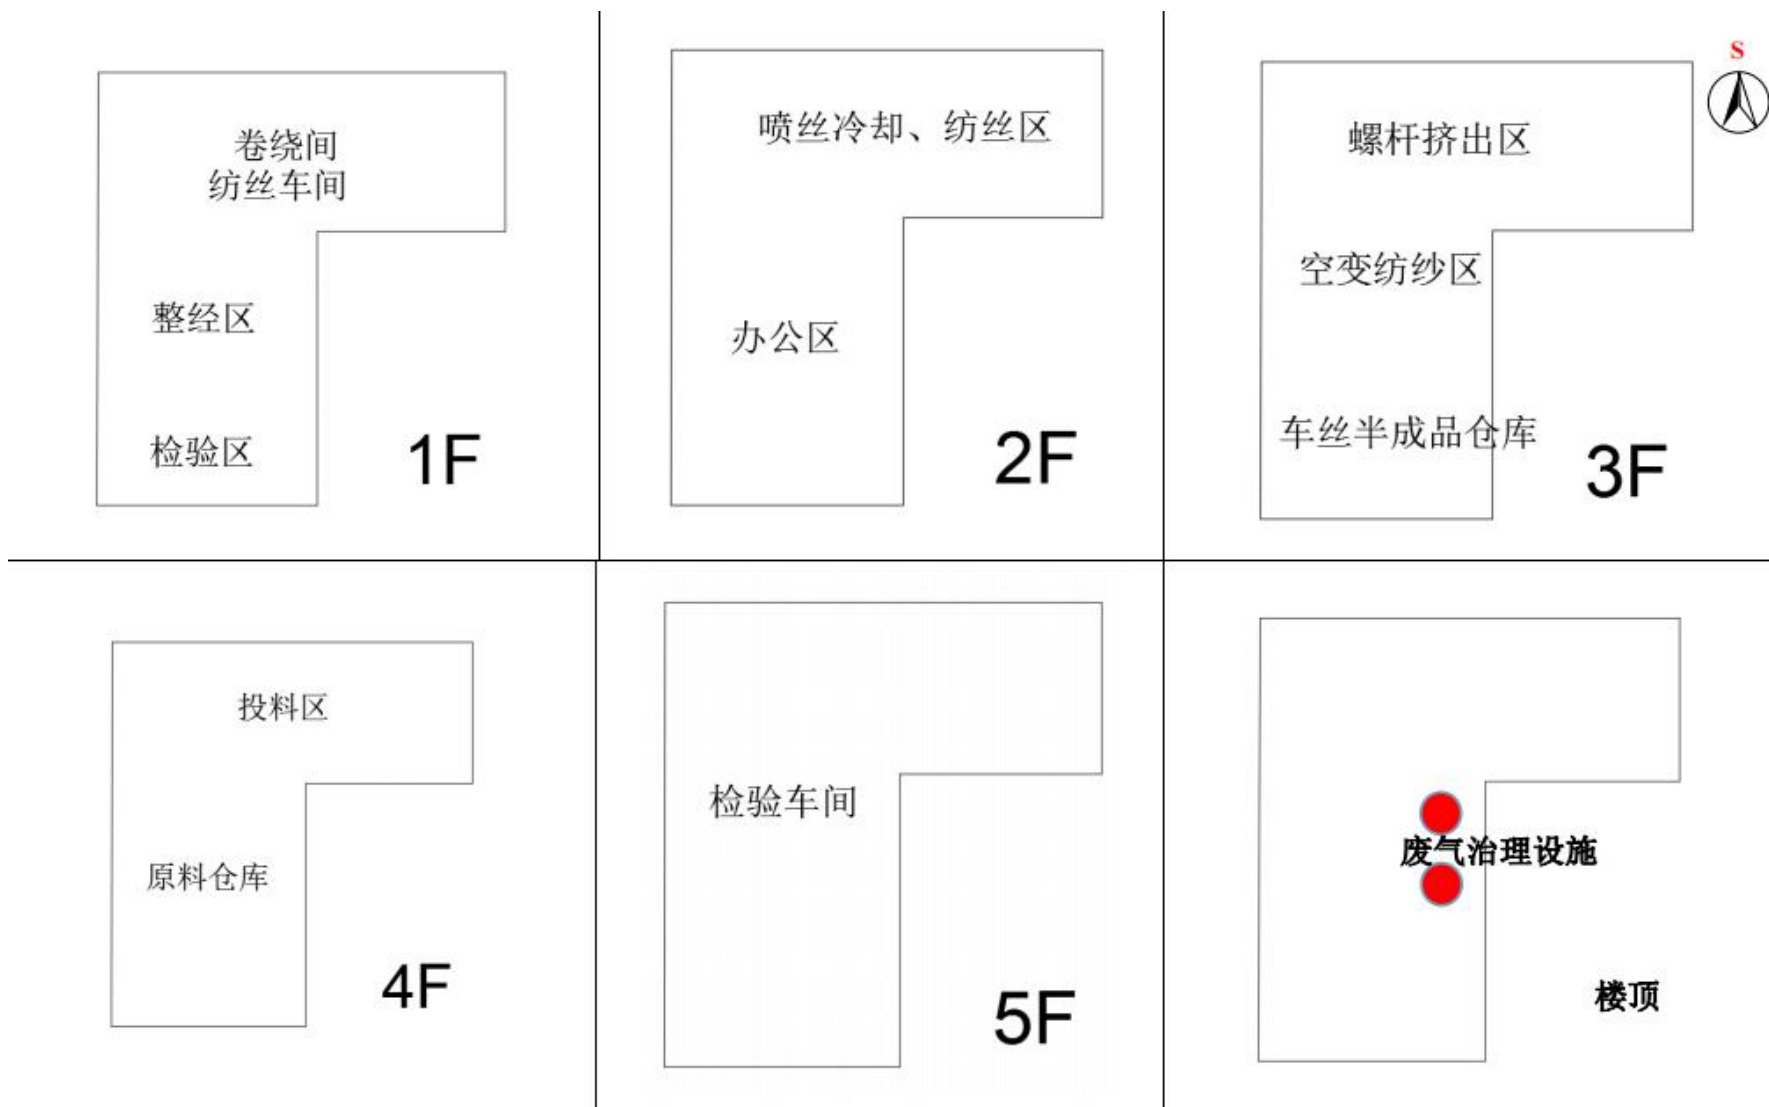 卷绕间
纺丝车间
整经区
检验区
1F
喷丝冷却、纺丝区
办公区
2F
S
螺杆挤出区
空变纺纱区
车丝半成品仓库
3F
投料区
原料仓库
4F
检验车间
5F
废气治理设施
楼顶